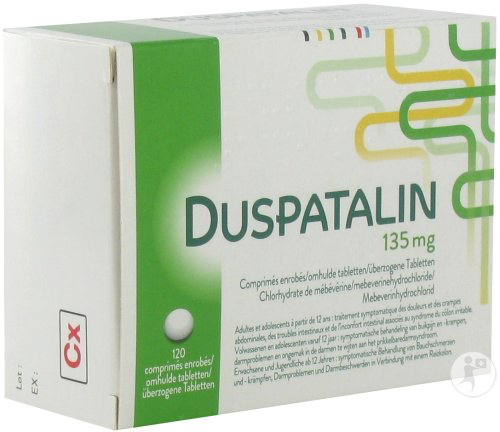 DUSPATALIN
135 mg
Comprimés enrobés/omhulde tabletten/überzogene Tabletten
Chlorhydrate de mébévérine/mebeverinehydrochloride/
Mebeverinhydrochlorid
Adultes et adolescents à partir de 12 ans : traitement symptomatique des douleurs et des crampes
abdominales, des troubles intestinaux et de l'inconfort intestinal associés au syndrome du côlon irritable.
Volwassenen en adolescenten vanaf 12 jaar : symptomatische behandeling van buikpijn en -krampen,
darmproblemen en ongemak in de darmen te wijten aan het prikkelbaredarmsyndroom.
Erwachsene und Jugendliche ab 12 Jahren : symptomatische Behandlung von Bauchschmerzen
und - krämpfen, Darmproblemen und Darmbeschwerden in Verbindung mit einem Reizkolon.
120
comprimés enrobés/
omhulde tabletten/
überzogene Tabletten
Cx
Lot :
EX :